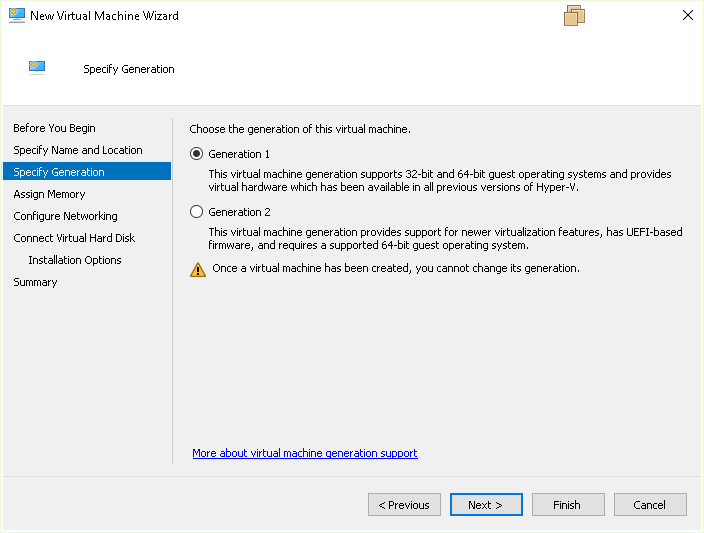 New Virtual Machine Wizard
Specify Generation
Before You Begin
Specify Name and Location
Specify Generation
Assign Memory
Configure Networking
Connect Virtual Hard Disk
Installation Options
Summary
Choose the generation of this virtual machine.
Generation 1
This virtual machine generation supports 32-bit and 64-bit guest operating systems and provides
virtual hardware which has been available in all previous versions of Hyper-V.
Generation 2
This virtual machine generation provides support for newer virtualization features, has UEFI-based
firmware, and requires a supported 64-bit guest operating system.
Once a virtual machine has been created, you cannot change its generation.
More about virtual machine generation support
< Previous
Next >
Finish
Cancel